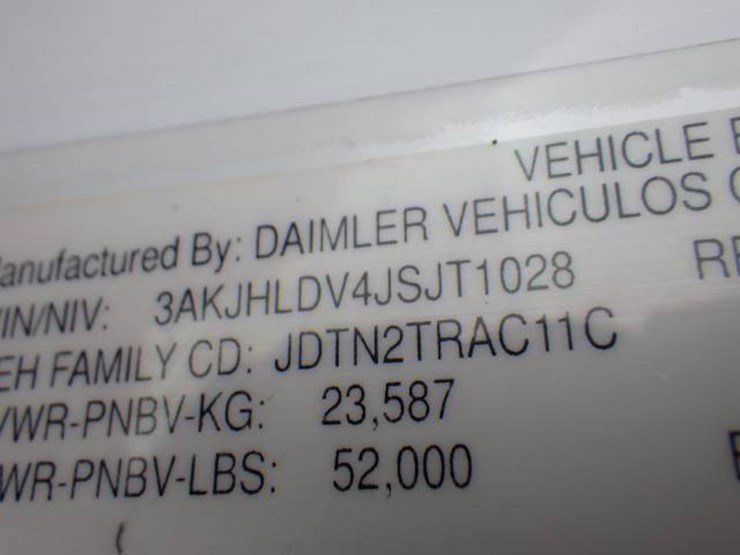 VEHICLE
anufactured By: DAIMLER VEHICULOS
IN/NIV: 3AKJHLDV4JSJT1028
EH FAMILY CD: JDTN2TRAC11C
VWR-PNBV-KG: 23,587
WR-PNBV-LBS: 52,000